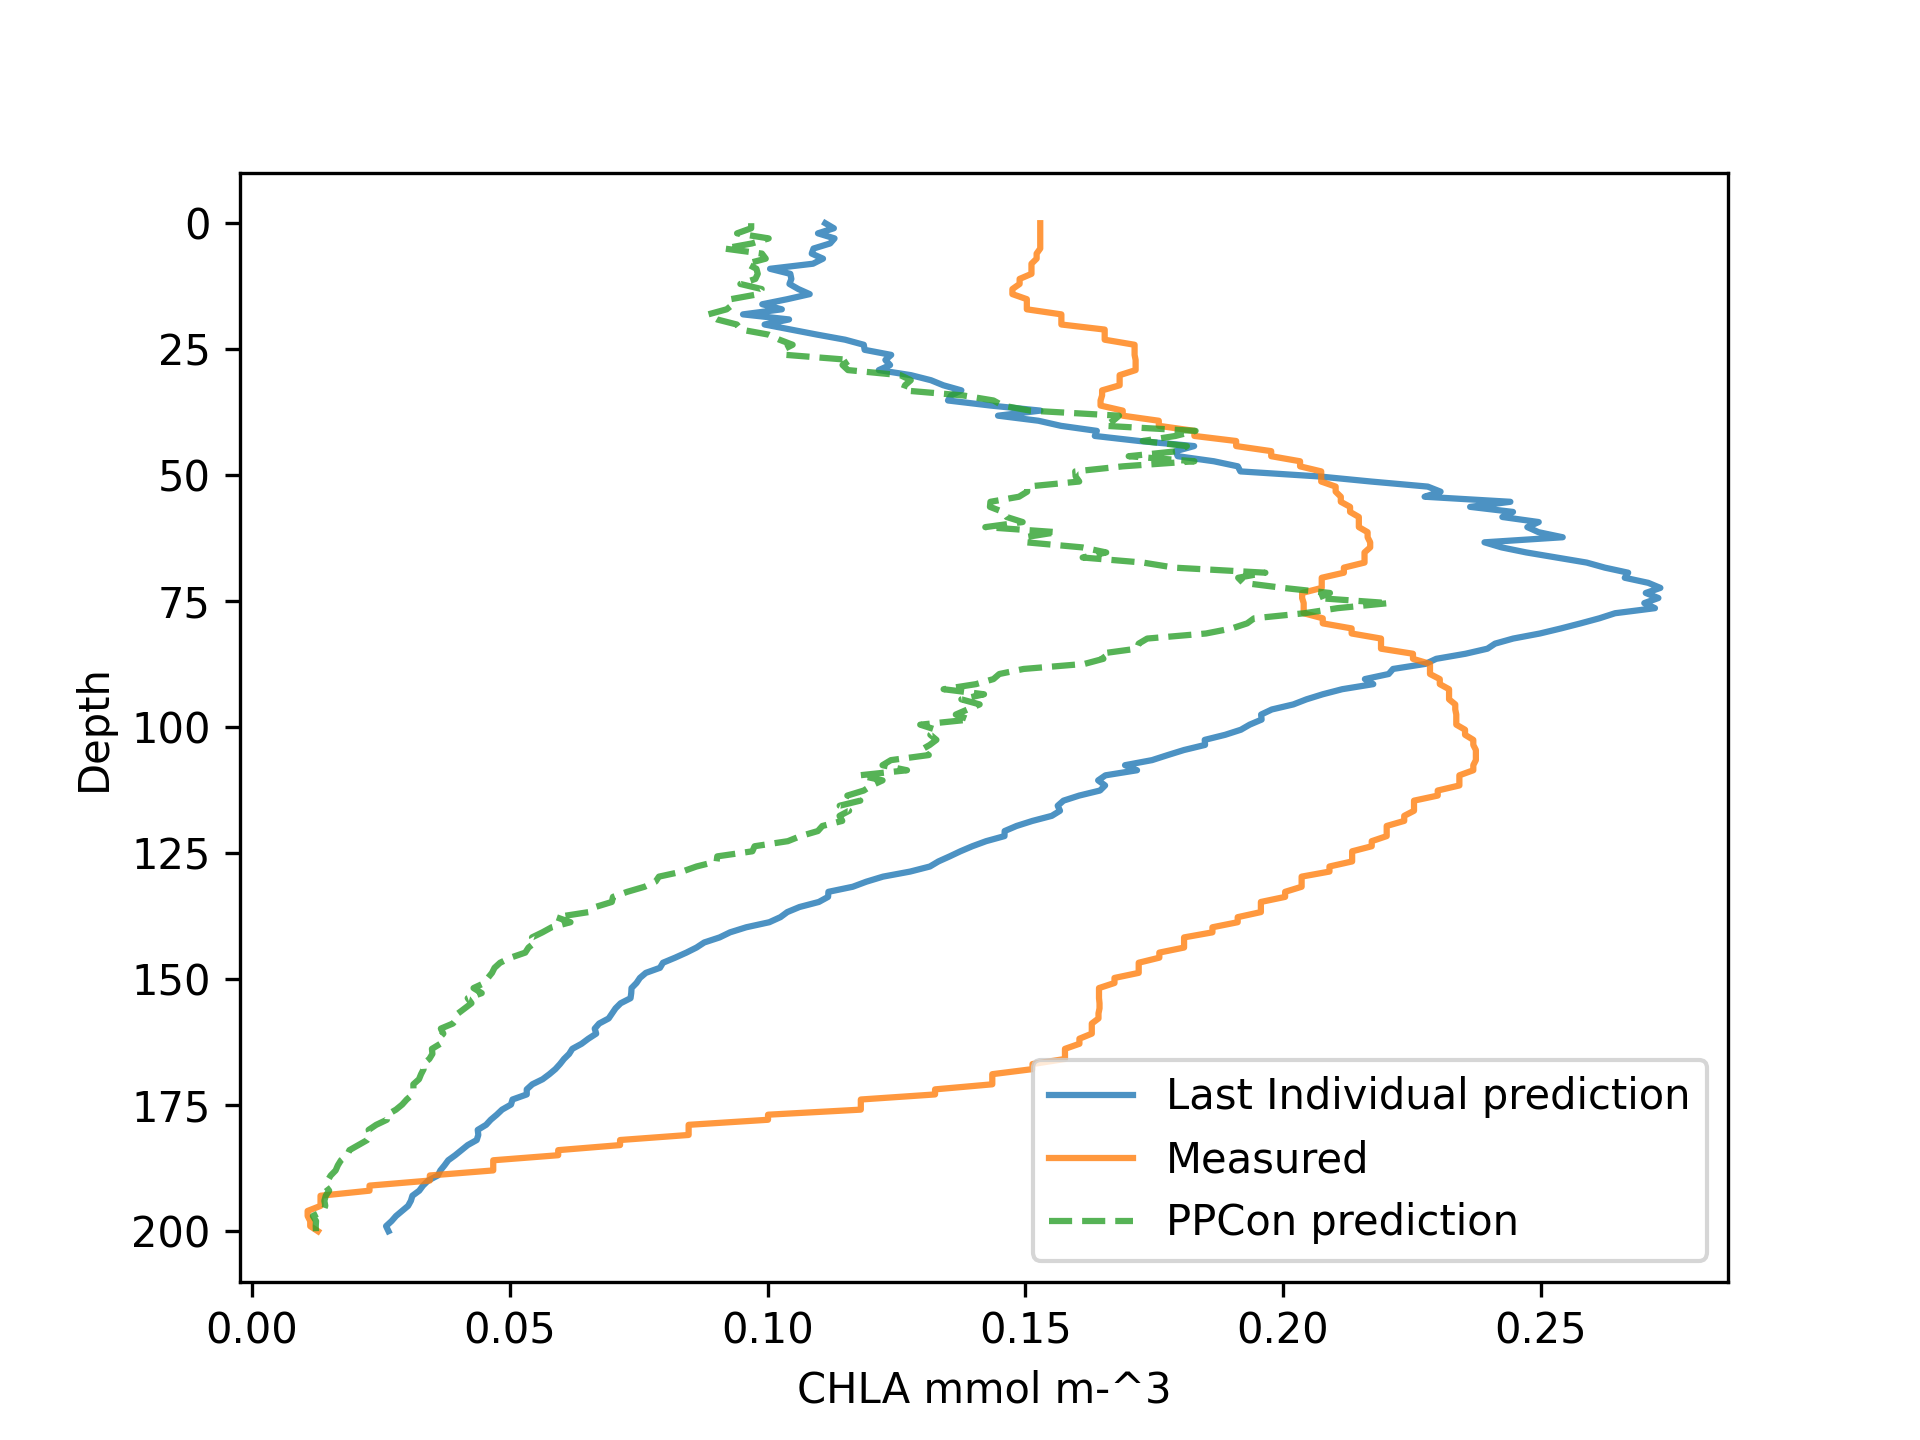 0
25
50
75
100
125
150
175
200
Depth
0.00 0.05 0.10 0.15 0.20 0.25
CHLA mmol m-^3
Last Individual prediction
Measured
PPCon prediction